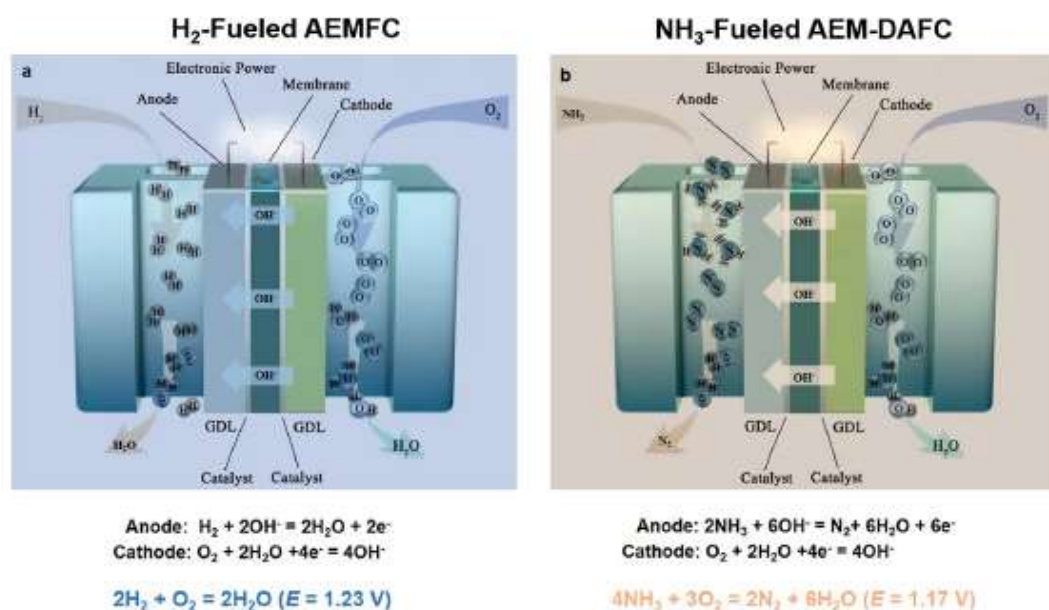 H₂-Fueled AEMFC
a
Electronic Power
Membrane
Anode
Cathode
H₂
O₂
OH⁻
OH⁻
OH⁻
GDL
GDL
H₂O
H₂O
Catalyst
Catalyst
Anode: H₂ + 2OH⁻ = 2H₂O + 2e⁻
Cathode: O₂ + 2H₂O +4e⁻ = 4OH⁻
2H₂ + O₂ = 2H₂O (E = 1.23 V)
NH₃-Fueled AEM-DAFC
b
Electronic Power
Membrane
Anode
Cathode
NH₃
O₂
OH⁻
OH⁻
OH⁻
GDL
GDL
N₂
H₂O
Catalyst
Catalyst
Anode: 2NH₃ + 6OH⁻ = N₂+ 6H₂O + 6e⁻
Cathode: O₂ + 2H₂O +4e⁻ = 4OH⁻
4NH₃ + 3O₂ = 2N₂ + 6H₂O (E = 1.17 V)